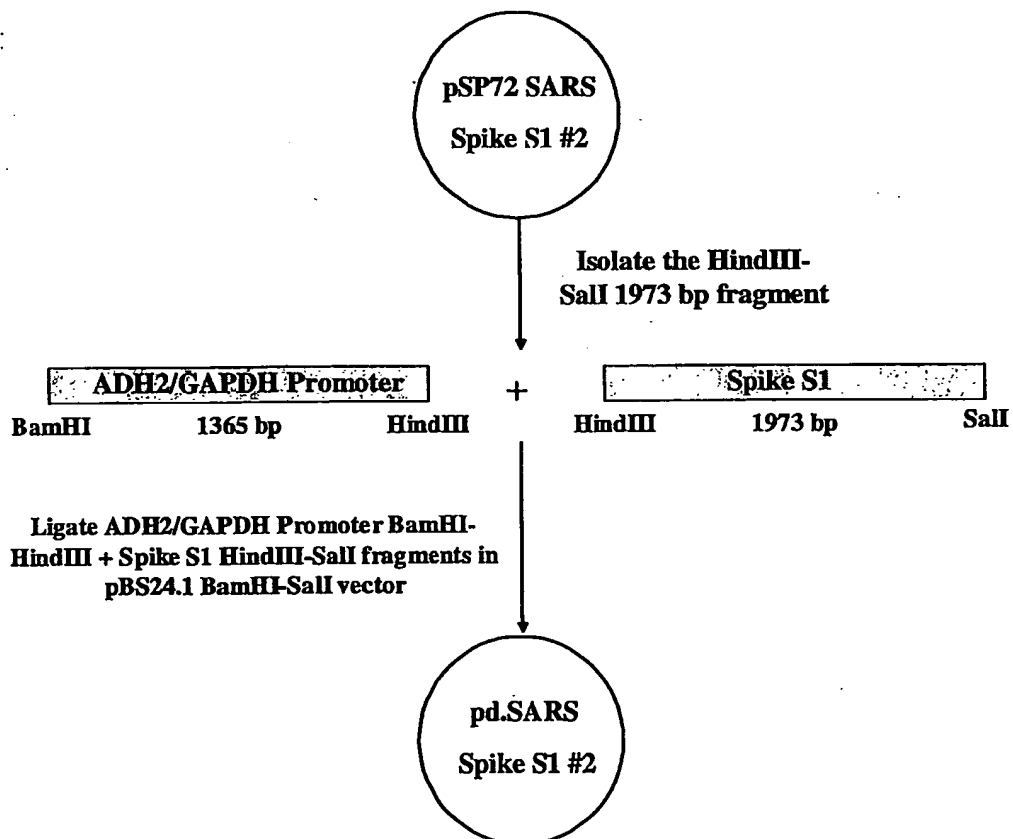 pSP72 SARS
Spike S1 #2
Isolate the HindIII-
SalI 1973 bp fragment
ADH2/GAPDH Promoter
+
Spike S1
BamHI
1365 bp
HindIII
HindIII
1973 bp
SalI
Ligate ADH2/GAPDH Promoter BamHI-
HindIII + Spike S1 HindIII-SalI fragments in
pBS24.1 BamHI-SalI vector
pd.SARS
Spike S1 #2